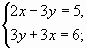 2x−3y = 5,
3y+3x = 6;